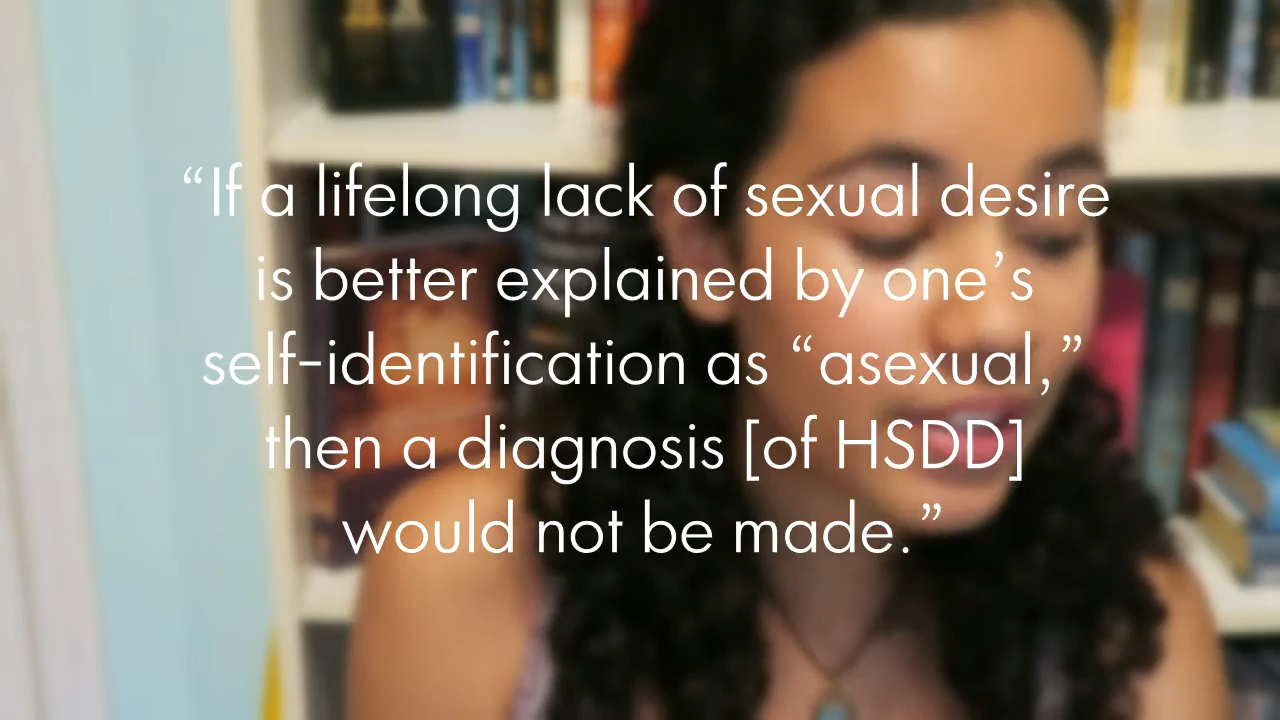 “If a lifelong lack of sexual desire
is better explained by one’s
self-identification as “asexual,”
then a diagnosis [of HSDD]
would not be made.”